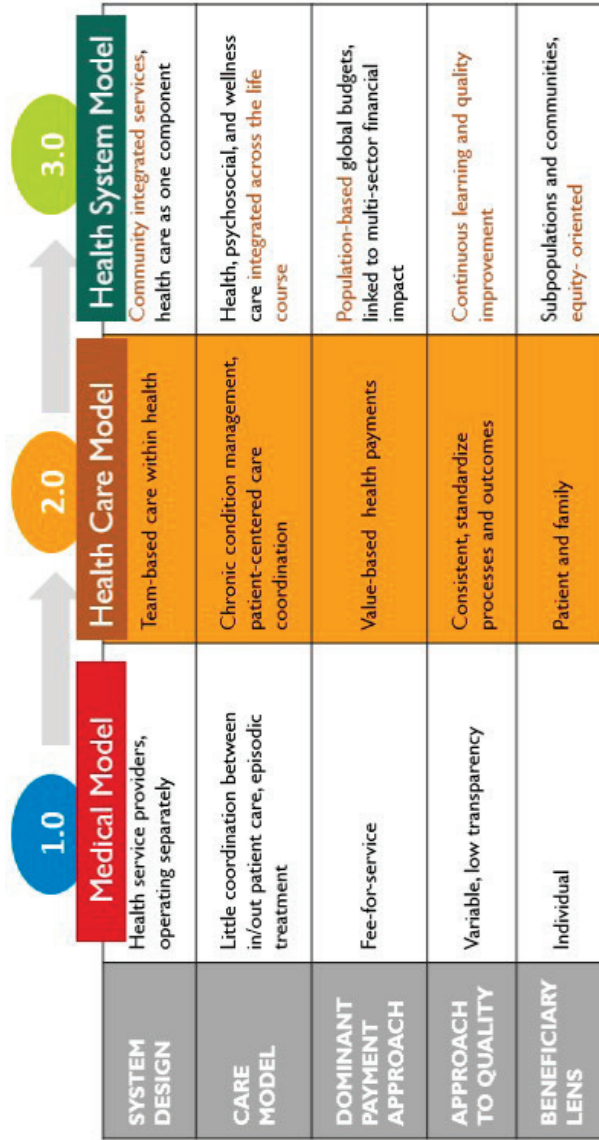 1.0
2.0
3.0
Medical Model
Health Care Model
Health System Model
SYSTEM
DESIGN
Health service providers,
operating separately
Team-based care within health
Community integrated services,
health care as one component
CARE
MODEL
Little coordination between
in/out patient care, episodic
treatment
Chronic condition management,
patient-centered care
coordination
Health, psychosocial, and wellness
care integrated across the life
course
DOMINANT
PAYMENT
APPROACH
Fee-for-service
Value-based health payments
Population-based global budgets,
linked to multi-sector financial
impact
APPROACH
TO QUALITY
Variable, low transparency
Consistent, standardize
processes and outcomes
Continuous learning and quality
improvement
BENEFICIARY
LENS
Individual
Patient and family
Subpopulations and communities,
equity- oriented